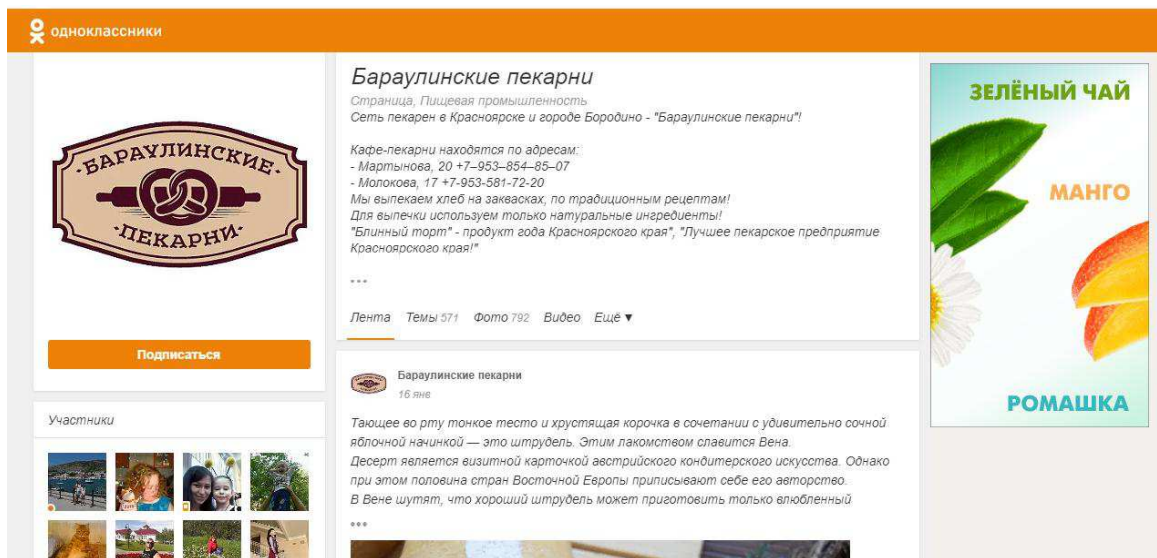 одноклассники
БАРАУЛИНСКИЕ
ПЕКАРНИ
Подписаться
Участники
Бараулинские пекарни
Страница, Пищевая промышленность
Сеть пекарен в Красноярске и городе Бородино - "Бараулинские пекарни"!
Кафе-пекарни находятся по адресам:
- Мартынова, 20 +7–953–854–85–07
- Молокова, 17 +7-953-581-72-20
Мы выпекаем хлеб на заквасках, по традиционным рецептам!
Для выпечки используем только натуральные ингредиенты!
"Блинный торт" - продукт года Красноярского края", "Лучшее пекарское предприятие
Красноярского края!"
...
Лента Темы 571 Фото 792 Видео Ещё ▼
Бараулинские пекарни
16 янв
Тающее во рту тонкое тесто и хрустящая корочка в сочетании с удивительно сочной
яблочной начинкой — это штрудель. Этим лакомством славится Вена.
Десерт является визитной карточкой австрийского кондитерского искусства. Однако
при этом половина стран Восточной Европы приписывают себе его авторство.
В Вене шутят, что хороший штрудель может приготовить только влюбленный
...
ЗЕЛЁНЫЙ ЧАЙ
МАНГО
РОМАШКА